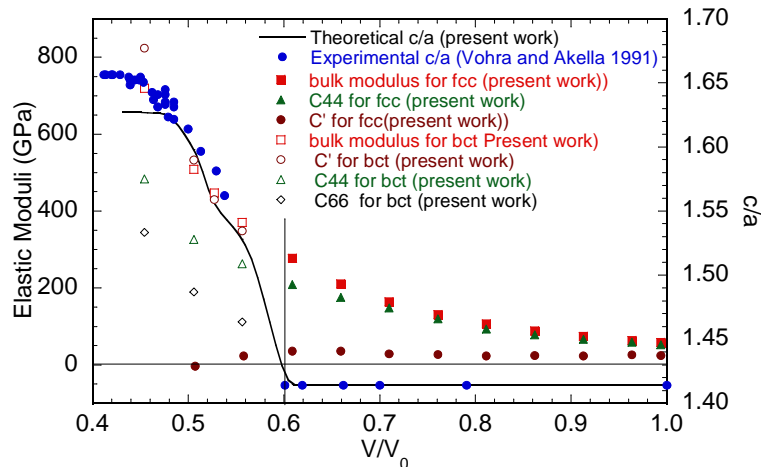 Theoretical c/a (present work)
Experimental c/a (Vohra and Akella 1991)
bulk modulus for fcc (present work))
C44 for fcc (present work)
C' for fcc(present work))
bulk modulus for bct Present work)
C' for bct (present work)
C44 for bct (present work)
C66 for bct (present work)
Elastic Moduli (GPa)
800
600
400
200
0
1.70
1.65
1.60
1.55
1.50
1.45
1.40
c/a
0.4 0.5 0.6 0.7 0.8 0.9 1.0
V/V0